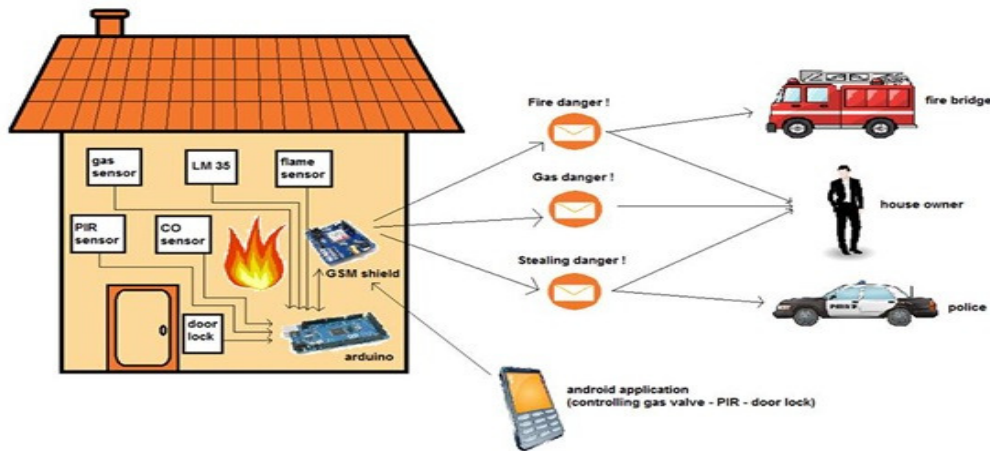 Fire danger !
fire bridge
gas
sensor
LM 35
flame
sensor
Gas danger !
PIR
sensor
CO
sensor
house owner
GSM shield
Stealing danger !
door
lock
arduino
police
android application
(controlling gas valve - PIR - door lock)